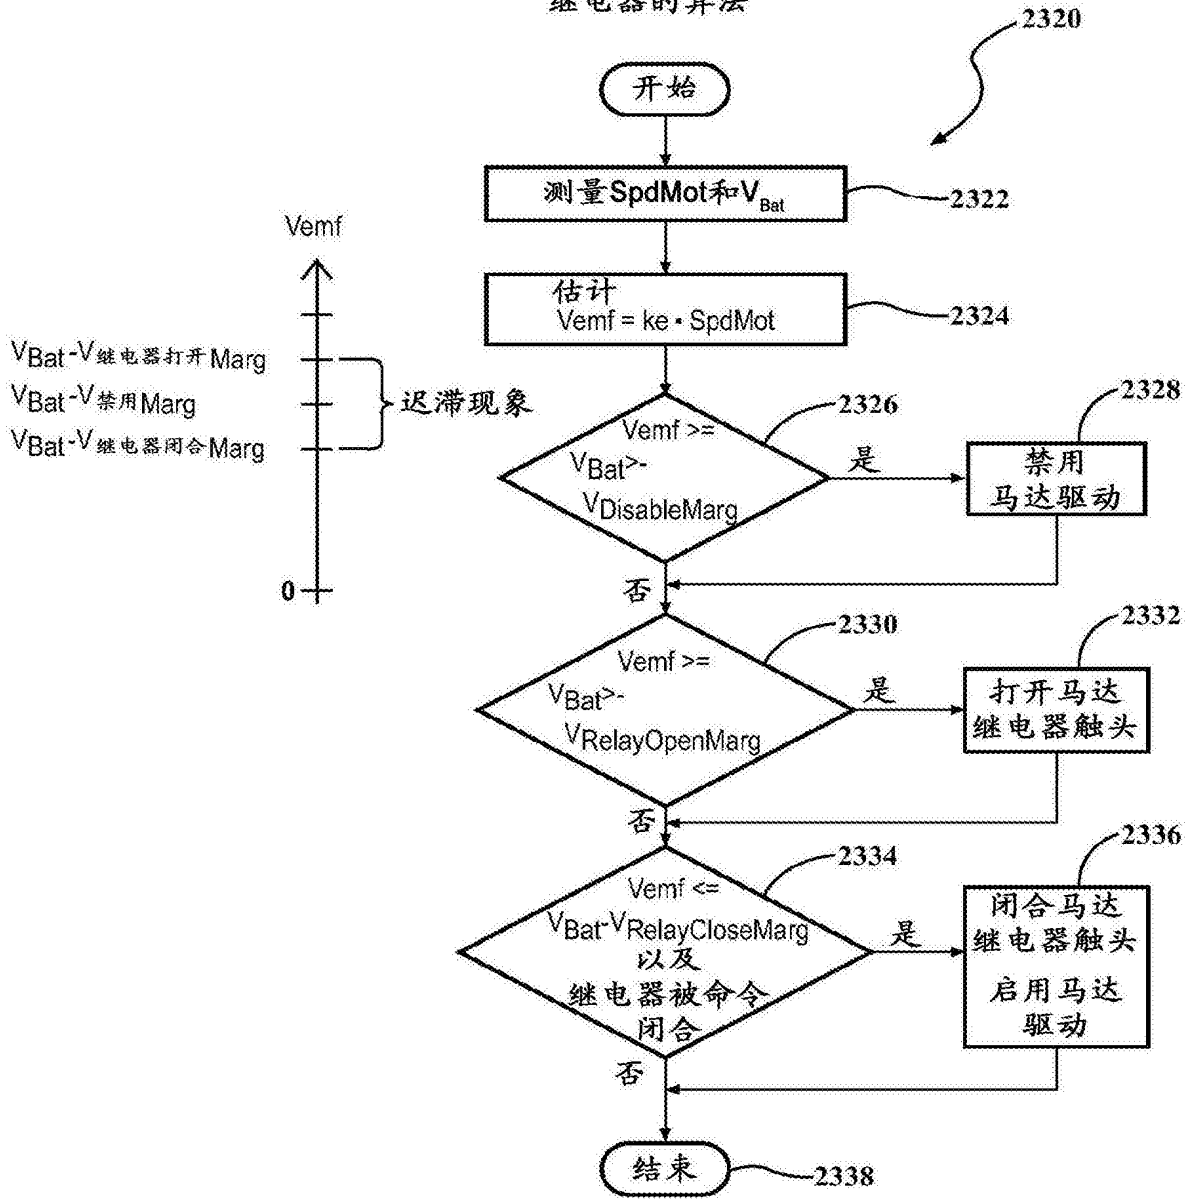 继电器的算法
2320
开始
测量SpdMot和VBat
2322
估计
Vemf = ke · SpdMot
2324
Vemf
VBat-V继电器打开Marg
VBat-V禁用Marg
VBat-V继电器闭合Marg
迟滞现象
0
Vemf >=
VBat>-
VDisableMarg
2326
是
禁用
马达驱动
2328
否
Vemf >=
VBat>-
VRelayOpenMarg
2330
是
打开马达
继电器触头
2332
否
Vemf <=
VBat-VRelayCloseMarg
以及
继电器被命令
闭合
2334
是
闭合马达
继电器触头
启用马达
驱动
2336
否
结束
2338